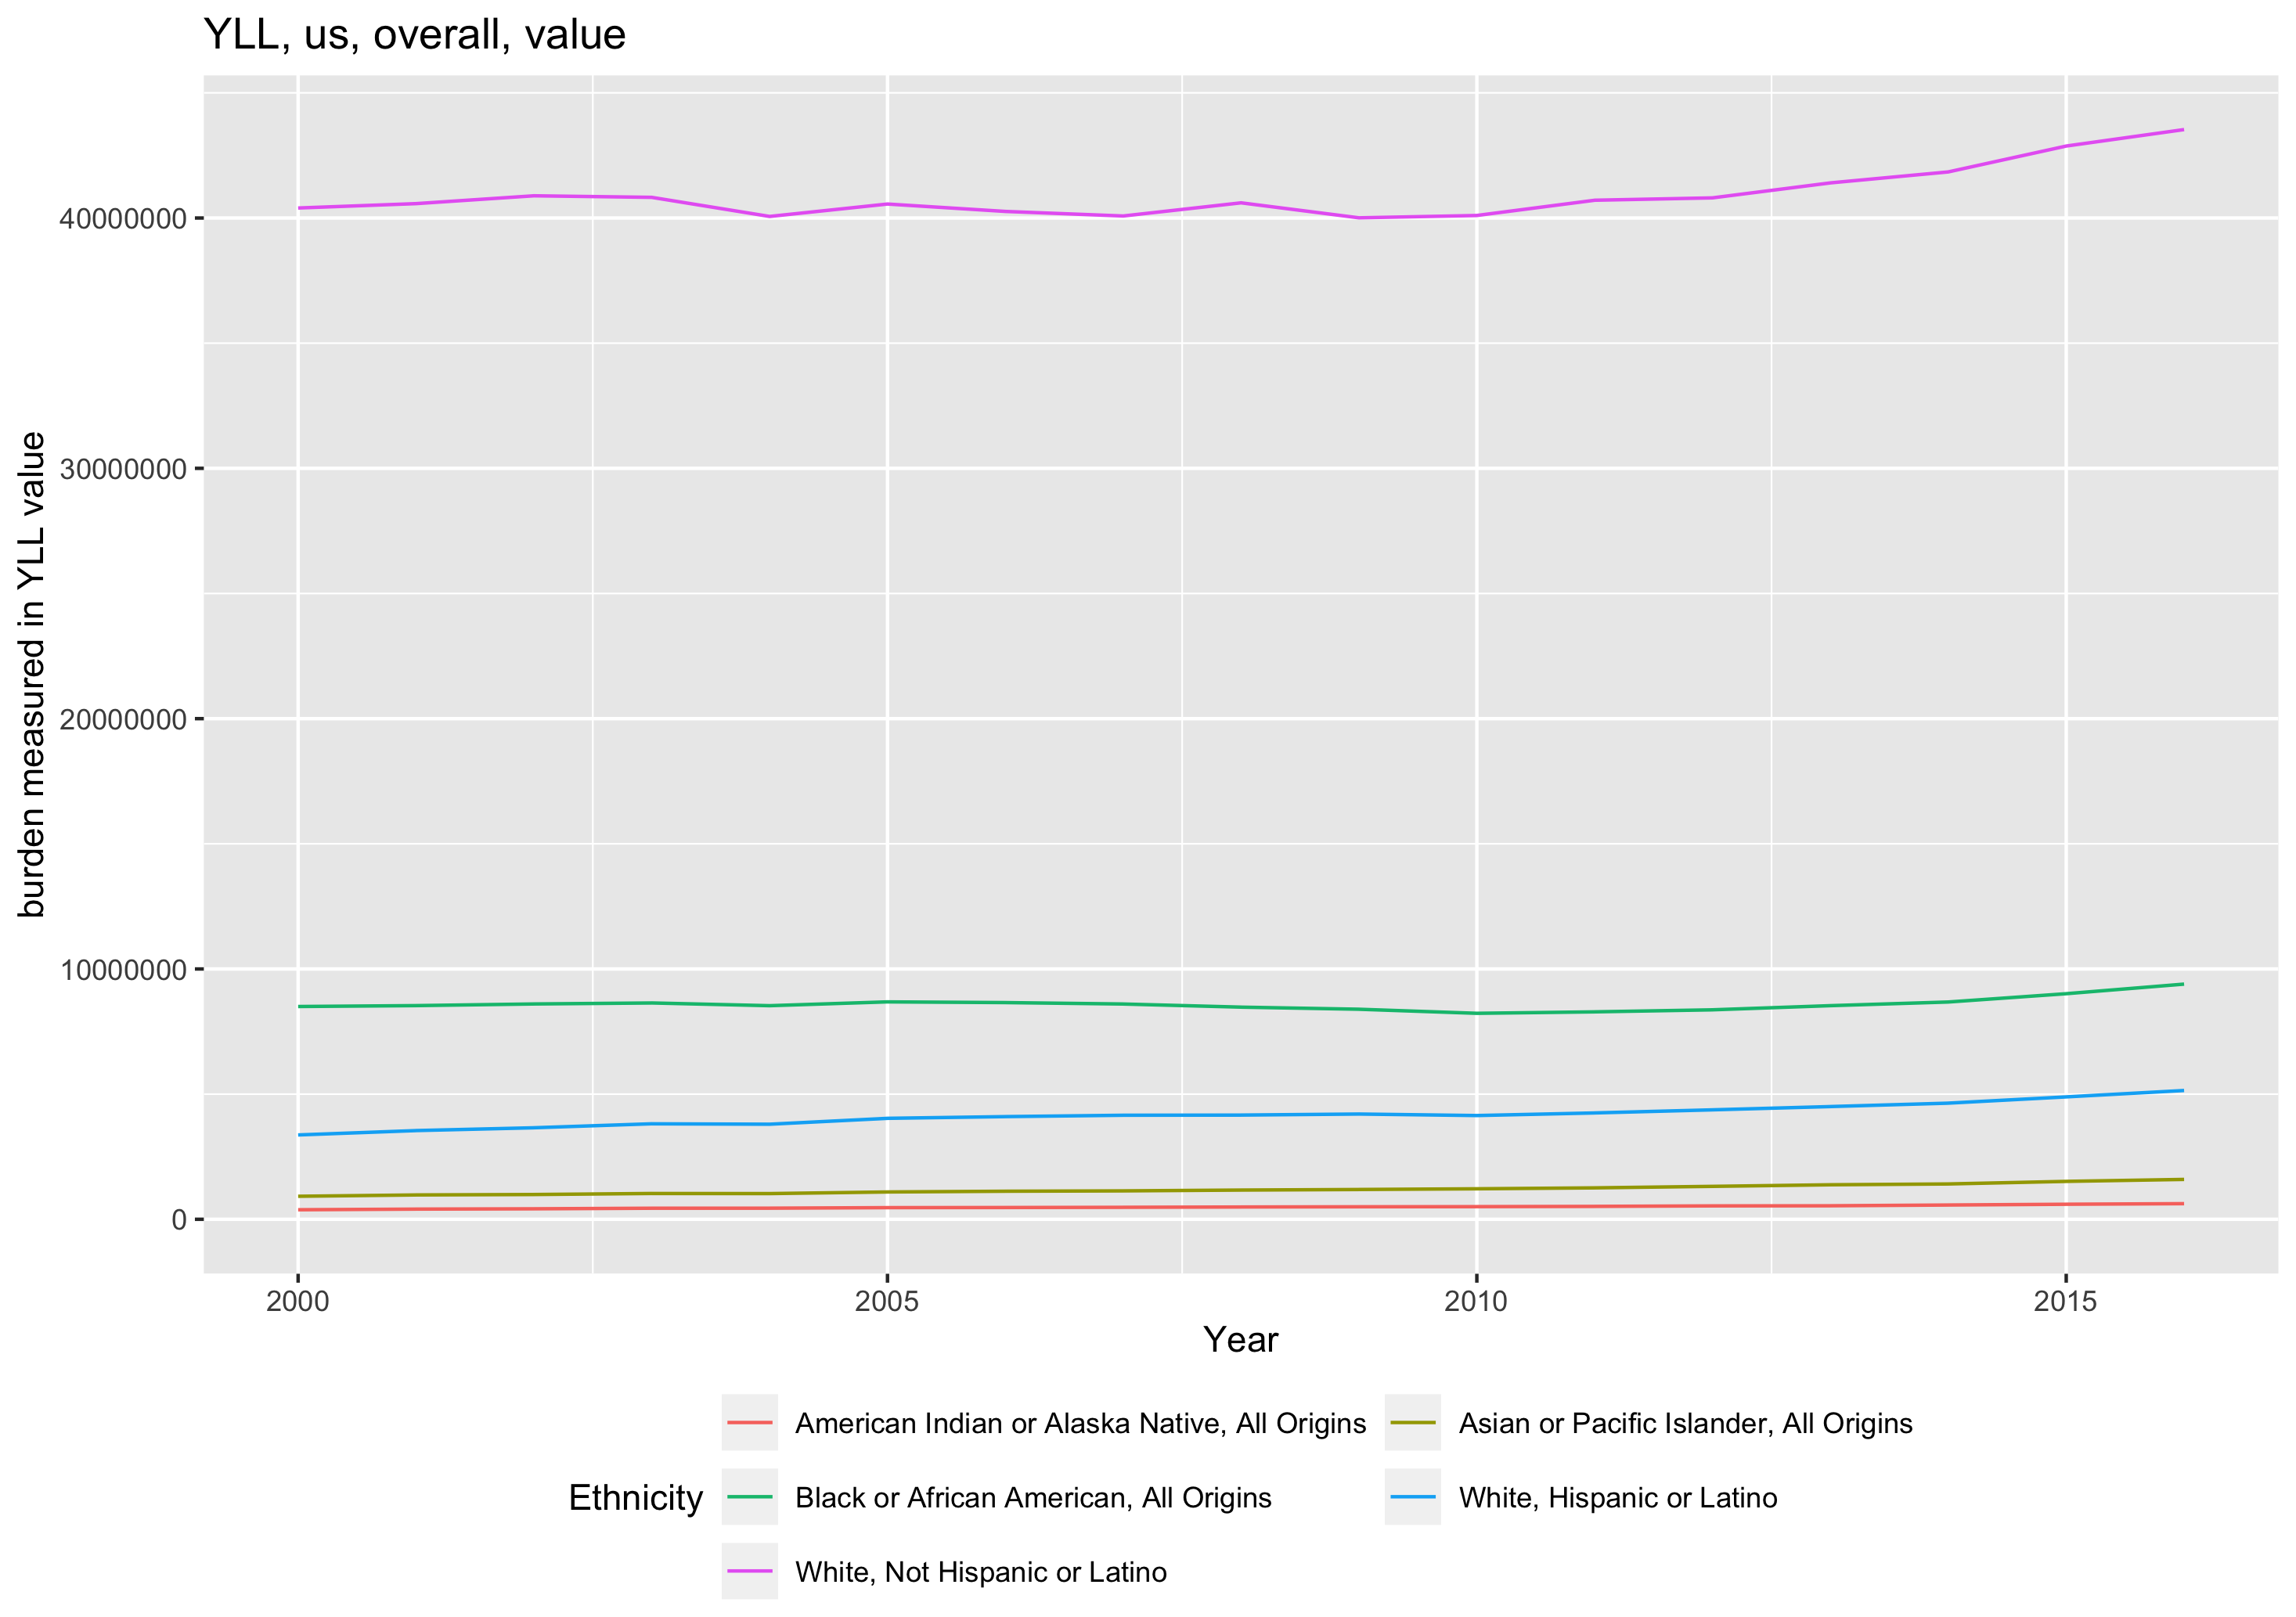 YLL, us, overall, value
burden measured in YLL value
40000000
30000000
20000000
10000000
0
2000
2005
2010
2015
Year
Ethnicity
American Indian or Alaska Native, All Origins
Asian or Pacific Islander, All Origins
Black or African American, All Origins
White, Hispanic or Latino
White, Not Hispanic or Latino